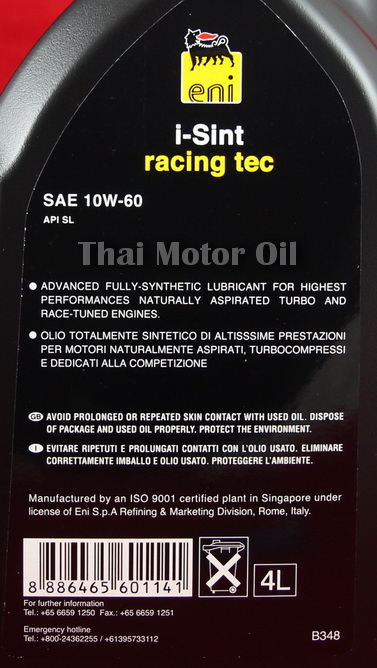 eni
i-Sint
racing tec
SAE 10W-60
API SL
Thai Motor Oil
ADVANCED FULLY-SYNTHETIC LUBRICANT FOR HIGHEST
PERFORMANCES NATURALLY ASPIRATED TURBO AND
RACE-TUNED ENGINES.
OLIO TOTALMENTE SINTETICO DI ALTISSSIME PRESTAZIONI
PER MOTORI NATURALMENTE ASPIRATI, TURBOCOMPRESSI
E DEDICATI ALLA COMPETIZIONE
GB AVOID PROLONGED OR REPEATED SKIN CONTACT WITH USED OIL. DISPOSE
OF PACKAGE AND USED OIL PROPERLY. PROTECT THE ENVIRONMENT.
I EVITARE RIPETUTI E PROLUNGATI CONTATTI CON L'OLIO USATO. ELIMINARE
CORRETTAMENTE IMBALLO E OLIO USATO. PROTEGGERE L'AMBIENTE.
Manufactured by an ISO 9001 certified plant in Singapore under
license of Eni S.p.A Refining & Marketing Division, Rome, Italy.
8 886465 601141
4L
For further information
Tel.: +65 6659 1250 Fax.: +65 6659 1251
Emergency hotline
Tel.: +800-24362255 / +61395733112
B348